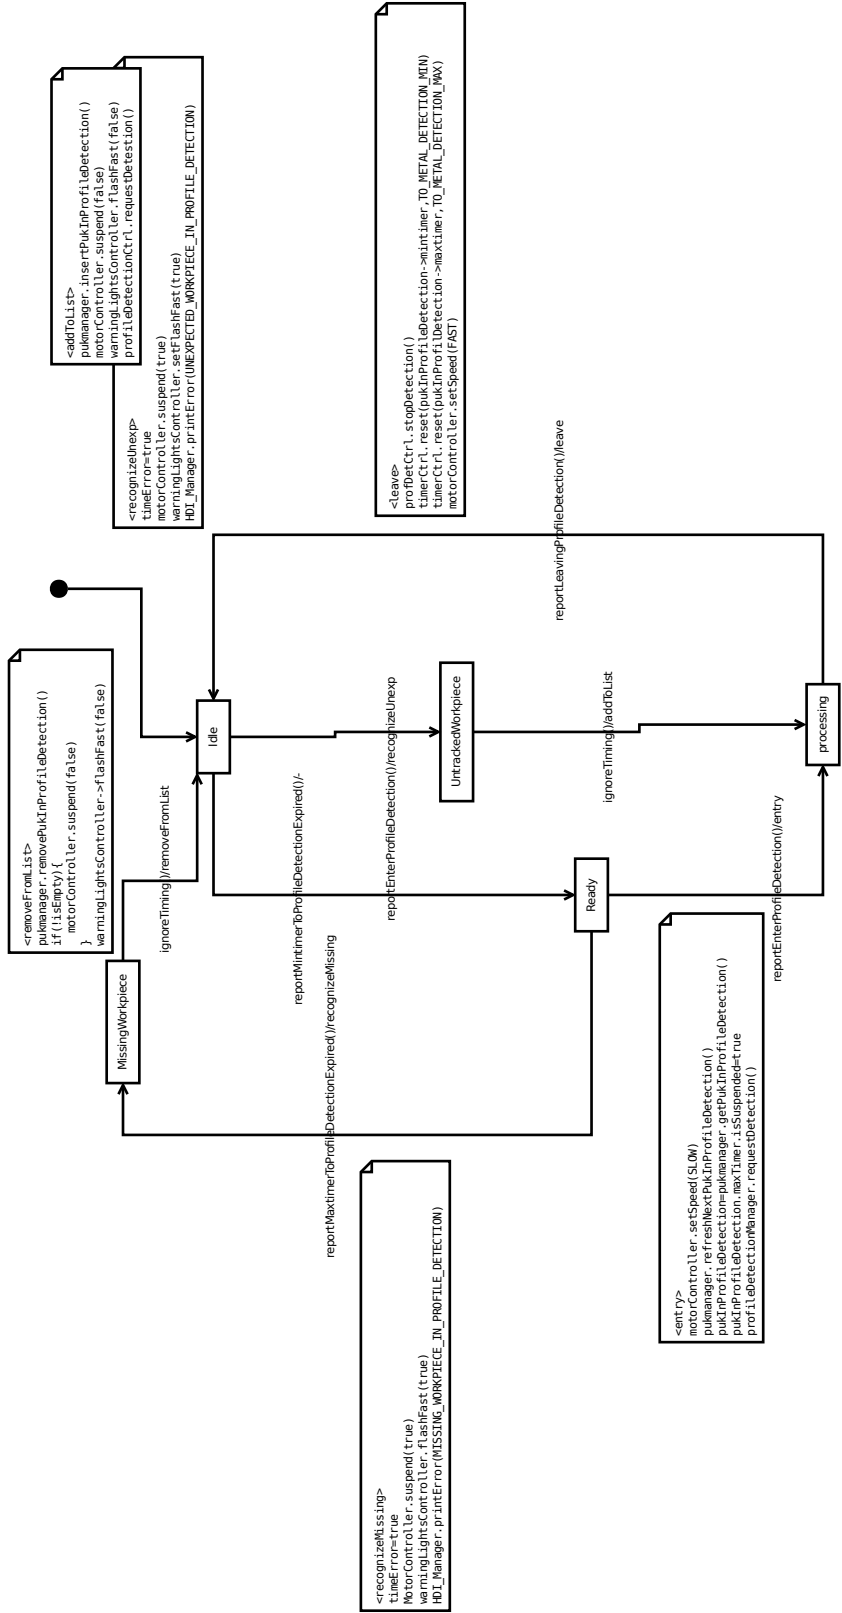 <recognizeMissing>
timeError=true
MotorController.suspend(true)
warningLightsController.flashFast(true)
HDI_Manager.printError(MISSING_WORKPIECE_IN_PROFILE_DETECTION)
reportMaxtimerToProfileDetectionExpired()/recognizeMissing
<entry>
motorController.setSpeed(SLOW)
pukmanager.refreshNextPukInProfileDetection()
pukInProfileDetection=pukmanager.getPukInProfileDetection()
pukInProfileDetection.maxTimer.isSuspended=true
profileDetectionManager.requestDetection()
MissingWorkpiece
<removeFromList>
pukmanager.removePukInProfileDetection()
if(!isEmpty){
motorController.suspend(false)
}
warningLightsController->flashFast(false)
ignoreTiming()/removeFromList
reportMintimerToProfileDetectionExpired()/-
reportEnterProfileDetection()/recognizeUnexp
Ready
reportEnterProfileDetection()/entry
Idle
UntrackedWorkpiece
ignoreTiming()/addToList
processing
reportLeavingProfileDetection()/leave
<recognizeUnexp>
timeError=true
motorController.suspend(true)
warningLightsController.setFlashFast(true)
HDI_Manager.printError(UNEXPECTED_WORKPIECE_IN_PROFILE_DETECTION)
<addToList>
pukmanager.insertPukInProfileDetection()
motorController.suspend(false)
warningLightsController.flashFast(false)
profileDetectionCtrl.requestDetestion()
<leave>
profDetCtrl.stopDetection()
timerCtrl.reset(pukInProfileDetection->mintimer,TO_METAL_DETECTION_MIN)
timerCtrl.reset(pukInProfilDetection->maxtimer,TO_METAL_DETECTION_MAX)
motorController.setSpeed(FAST)